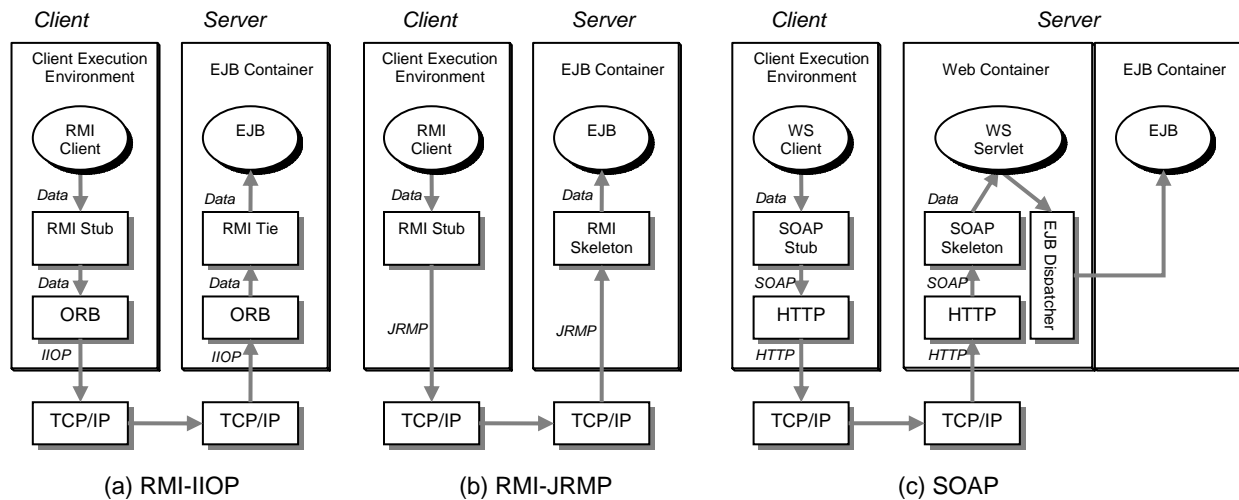 Client
Server
Client Execution
Environment
EJB Container
RMI
Client
EJB
Data
Data
RMI Stub
RMI Tie
Data
Data
ORB
ORB
IIOP
IIOP
TCP/IP
TCP/IP
(a) RMI-IIOP
Client
Server
Client Execution
Environment
EJB Container
RMI
Client
EJB
Data
Data
RMI Stub
RMI
Skeleton
JRMP
JRMP
TCP/IP
TCP/IP
(b) RMI-JRMP
Client
Server
Client Execution
Environment
Web Container
EJB Container
WS
Client
WS
Servlet
EJB
Data
Data
SOAP
Stub
SOAP
Skeleton
EJB Dispatcher
SOAP
SOAP
HTTP
HTTP
HTTP
HTTP
TCP/IP
TCP/IP
(c) SOAP